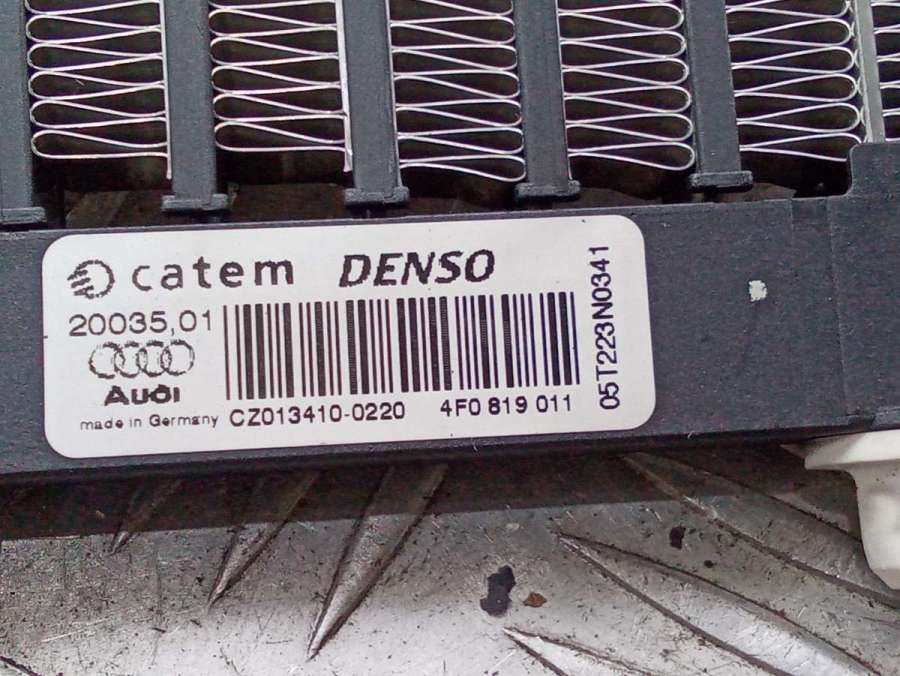 catem DENSO
20035,01
Audi
made in Germany CZ013410-0220 4F0 819 011
05T223N0341